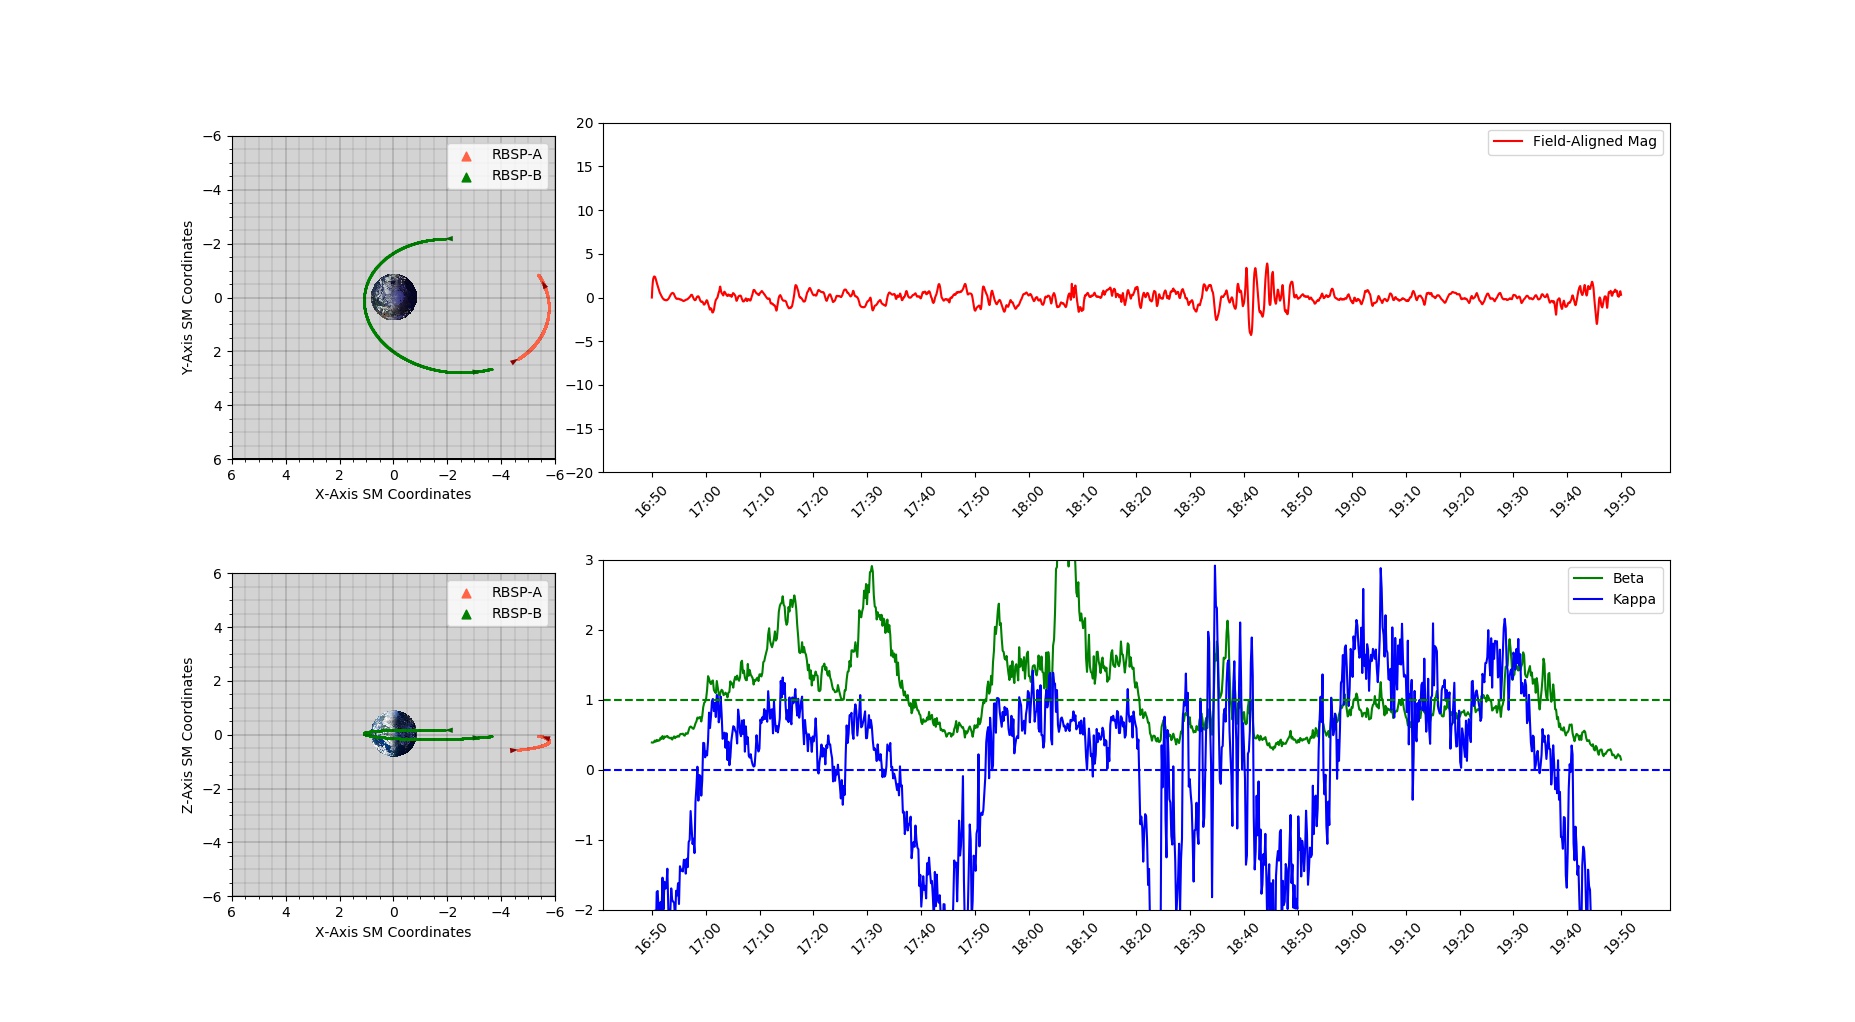 −6
−4
−2
0
2
4
6
Y-Axis SM Coordinates
RBSP-A
RBSP-B
6 4 2 0 −2 −4 −6
X-Axis SM Coordinates
20
15
10
5
0
−5
−10
−15
−20
Field-Aligned Mag
16:50 17:00 17:10 17:20 17:30 17:40 17:50 18:00 18:10 18:20 18:30 18:40 18:50 19:00 19:10 19:20 19:30 19:40 19:50
6
4
2
0
−2
−4
−6
Z-Axis SM Coordinates
RBSP-A
RBSP-B
6 4 2 0 −2 −4 −6
X-Axis SM Coordinates
3
2
1
0
−1
−2
Beta
Kappa
16:50 17:00 17:10 17:20 17:30 17:40 17:50 18:00 18:10 18:20 18:30 18:40 18:50 19:00 19:10 19:20 19:30 19:40 19:50